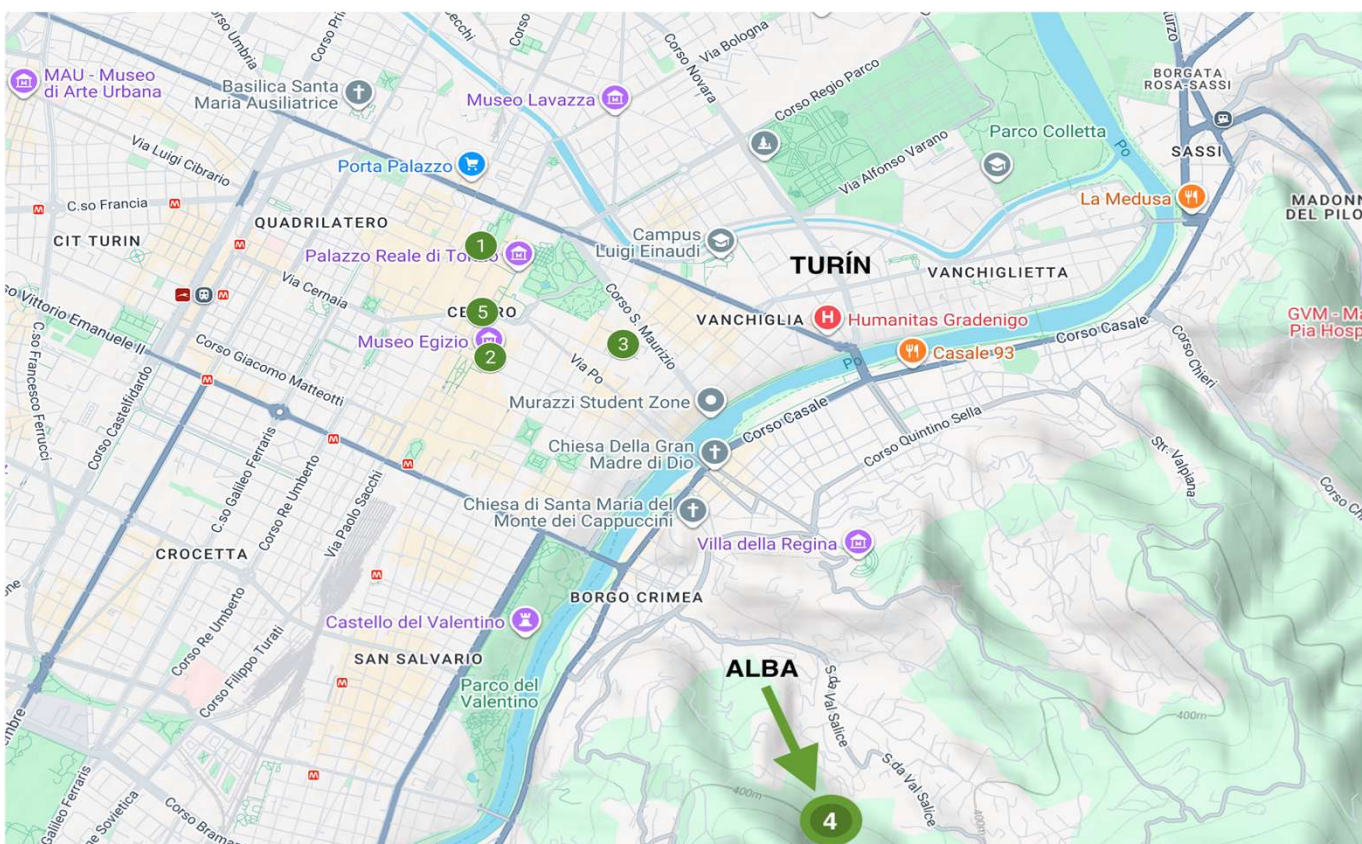 MAU - Museo
di Arte Urbana
Corso Umbria
Basilica Santa
Maria Ausiliatrice
Museo Lavazza
Corso Novara
Via Bologna
Corso Regio Parco
BORGATA
ROSA-SASSI
Parco Colletta
Po
SASSI
Via Luigi Cibrario
Porta Palazzo
Via Alfonso Varano
La Medusa
MADONN
DEL PILO
C.so Francia
QUADRILATERO
CIT TURIN
1
Palazzo Reale di To
Campus
Luigi Einaudi
TURÍN
VANCHIGLIETTA
Via Cernaia
so Vittorio Emanuele II
CE
5
RO
Corso S. Maurizio
VANCHIGLIA
H
Humanitas Gradenigo
GVM - Ma
Pia Hosp
Museo Egizio
2
3
Via Po
Po
Casale 93
Corso Casale
Corso Chieri
C.so Francesco Ferrucci
Corso Castelfidardo
Corso Giacomo Matteotti
Murazzi Student Zone
Corso Casale
Corso Quintino Sella
C.so Galileo Ferraris
Corso Re Umberto
Via Paolo Sacchi
Chiesa Della Gran
Madre di Dio
Str. Valpiana
Corso Ch
Chiesa di Santa Maria del
Monte dei Cappuccini
Villa della Regina
CROCETTA
BORGO CRIMEA
Castello del Valentino
Corso Re Umberto
Corso Filippo Turati
SAN SALVARIO
Parco del
Valentino
ALBA
S.da Val Salice
400m
S.da Val Salice
400m
400m
4
Galileo Ferraris
Corso Bramar